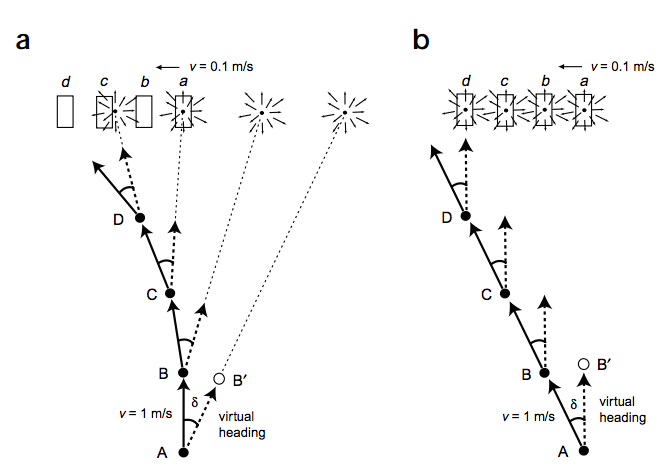 a
v = 0.1 m/s
d c b a
D
C
B
B′
δ
v = 1 m/s
virtual
heading
A
b
v = 0.1 m/s
d c b a
D
C
B
B′
δ
v = 1 m/s
virtual
heading
A